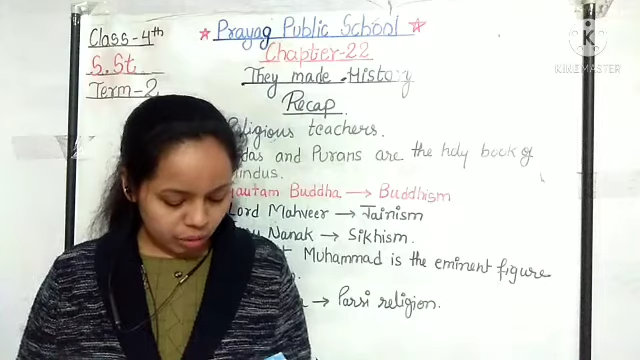 Class-4th
S.St
Term-2
Prayag Public School
Chapter-22
They made History
Recap
Religious teachers.
and Purans are the holy book of
Gautam Buddha → Buddhism
Lord Mahveer → Jainism
Nanak → Sikhism.
Muhammad is the eminent figure
→ Parsi religion.
K
KINEMASTER